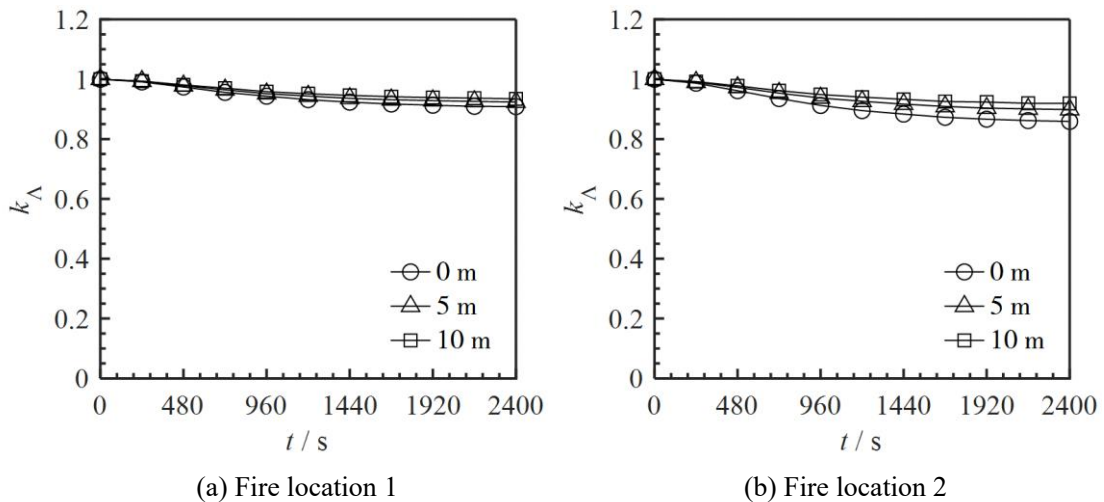 1.2
1
0.8
0.6
0.4
0.2
0
k_Λ
0 m
5 m
10 m
0 480 960 1440 1920 2400
t / s
(a) Fire location 1
1.2
1
0.8
0.6
0.4
0.2
0
k_Λ
0 m
5 m
10 m
0 480 960 1440 1920 2400
t / s
(b) Fire location 2